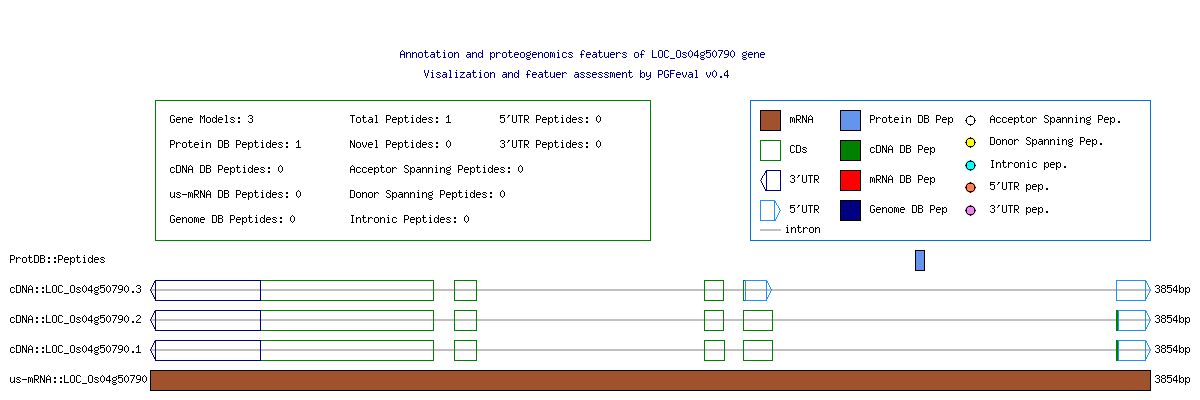 Annotation and proteogenomics featuers of LOC_Os04g50790 gene
Visalization and featuer assessment by PGFeval v0.4
Gene Models: 3 Total Peptides: 1 5'UTR Peptides: 0
Protein DB Peptides: 1 Novel Peptides: 0 3'UTR Peptides: 0
cDNA DB Peptides: 0 Acceptor Spanning Peptides: 0
us-mRNA DB Peptides: 0 Donor Spanning Peptides: 0
Genome DB Peptides: 0 Intronic Peptides: 0
mRNA Protein DB Pep Acceptor Spanning Pep.
CDs cDNA DB Pep Donor Spanning Pep.
3'UTR mRNA DB Pep Intronic pep.
5'UTR Genome DB Pep 5'UTR pep.
intron 3'UTR pep.
ProtDB::Peptides
cDNA::LOC_Os04g50790.3 3854bp
cDNA::LOC_Os04g50790.2 3854bp
cDNA::LOC_Os04g50790.1 3854bp
us-mRNA::LOC_Os04g50790 3854bp